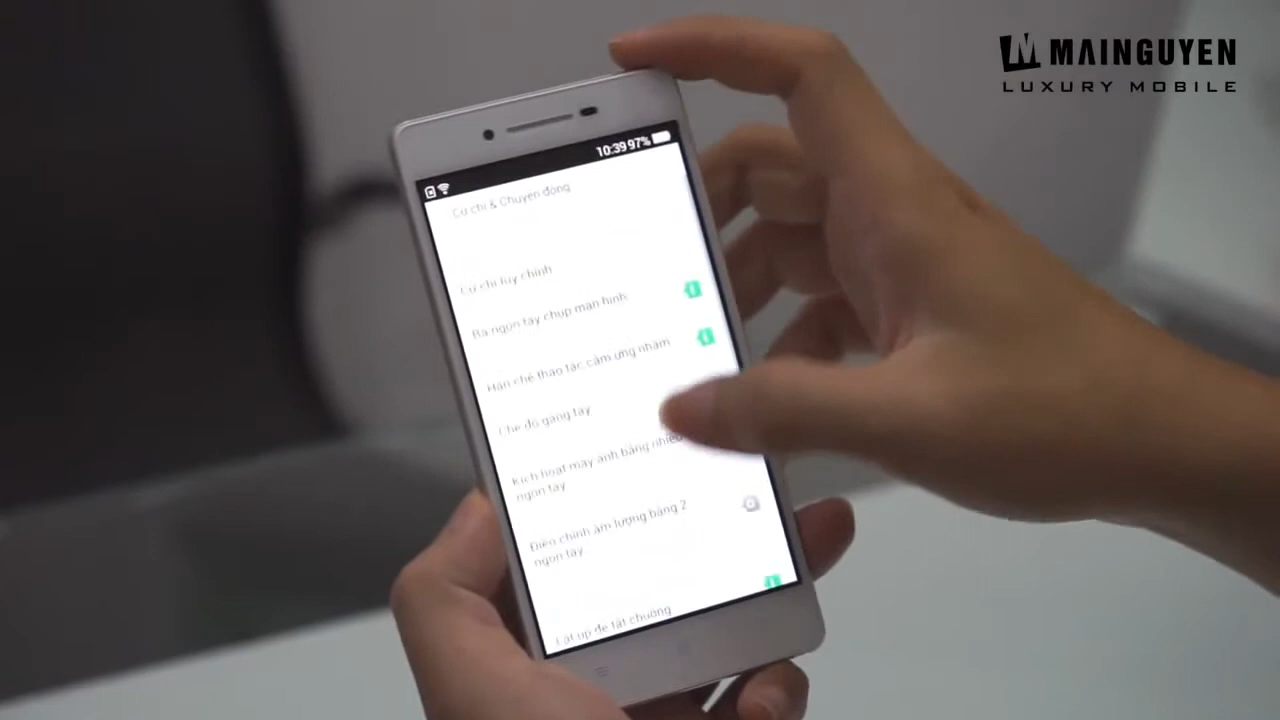 MAINGUYEN
LUXURY MOBILE
10:39 97%
Cử chỉ & Chuyển động
Cử chỉ tùy chỉnh
Ba ngón tay chụp màn hình
Hạn chế thao tác cảm ứng nhầm
Chế độ găng tay
Kích hoạt máy ảnh bằng nhiều
ngón tay
Điều chỉnh âm lượng bằng 2
ngón tay
Lật úp để tắt chuông